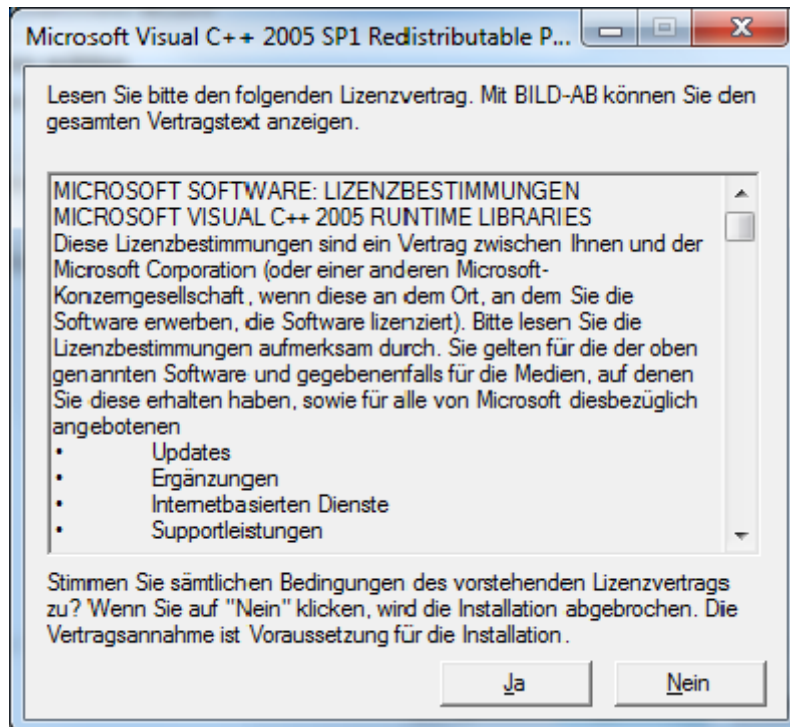 Microsoft Visual C++ 2005 SP1 Redistributable P...
Lesen Sie bitte den folgenden Lizenzvertrag. Mit BILD-AB können Sie den
gesamten Vertragstext anzeigen.
MICROSOFT SOFTWARE: LIZENZBESTIMMUNGEN
MICROSOFT VISUAL C++ 2005 RUNTIME LIBRARIES
Diese Lizenzbestimmungen sind ein Vertrag zwischen Ihnen und der
Microsoft Corporation (oder einer anderen Microsoft-
Konzerngesellschaft, wenn diese an dem Ort, an dem Sie die
Software erwerben, die Software lizenziert). Bitte lesen Sie die
Lizenzbestimmungen aufmerksam durch. Sie gelten für die der oben
genannten Software und gegebenenfalls für die Medien, auf denen
Sie diese erhalten haben, sowie für alle von Microsoft diesbezüglich
angebotenen
• Updates
• Ergänzungen
• Internetbasierten Dienste
• Supportleistungen
Stimmen Sie sämtlichen Bedingungen des vorstehenden Lizenzvertrags
zu? Wenn Sie auf "Nein" klicken, wird die Installation abgebrochen. Die
Vertragsannahme ist Voraussetzung für die Installation.
Ja
Nein